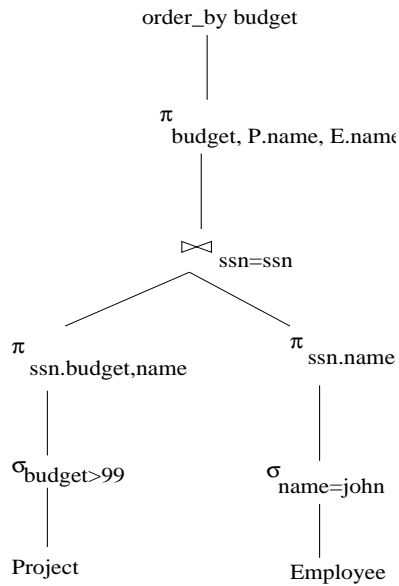 order_by budget
π budget, P.name, E.name
⋈ ssn=ssn
π ssn.budget,name
π ssn.name
σ budget>99
σ name=john
Project
Employee